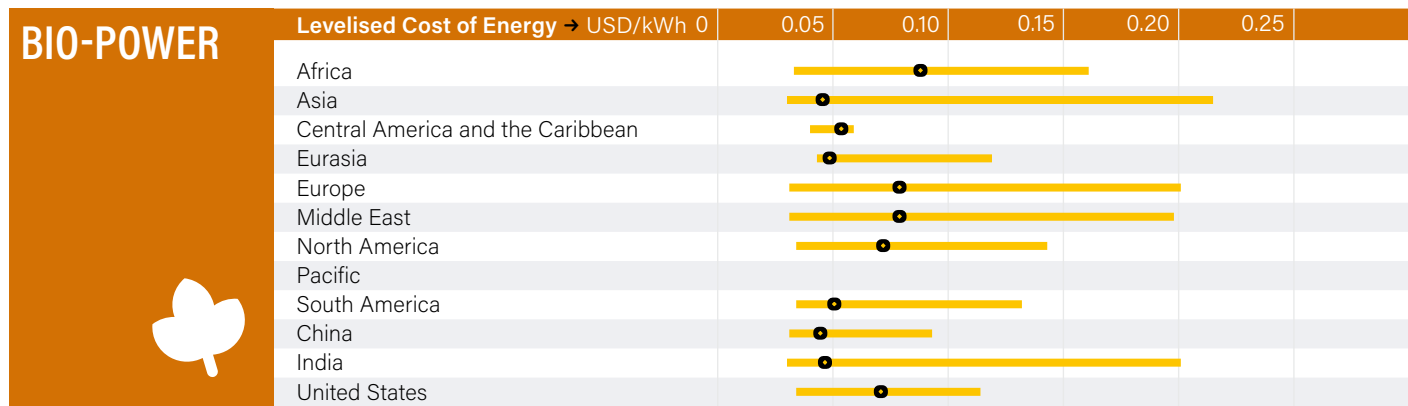 BIO-POWER
Levelised Cost of Energy → USD/kWh 0 0.05 0.10 0.15 0.20 0.25
Africa
Asia
Central America and the Caribbean
Eurasia
Europe
Middle East
North America
Pacific
South America
China
India
United States